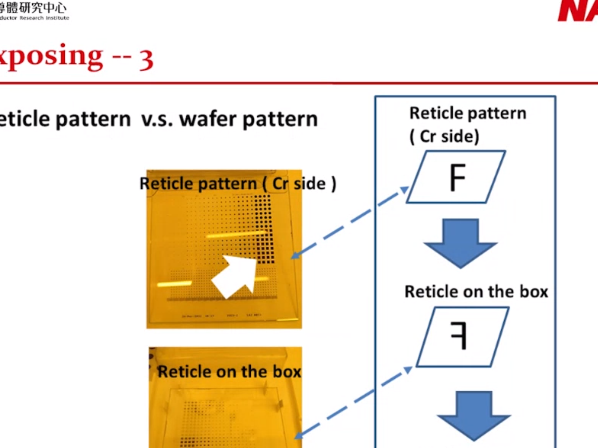 導體研究中心
ductor Research Institute
NA
xposing -- 3
eticle pattern v.s. wafer pattern
Reticle pattern
( Cr side)
Reticle pattern ( Cr side )
F
Reticle on the box
F
Reticle on the box